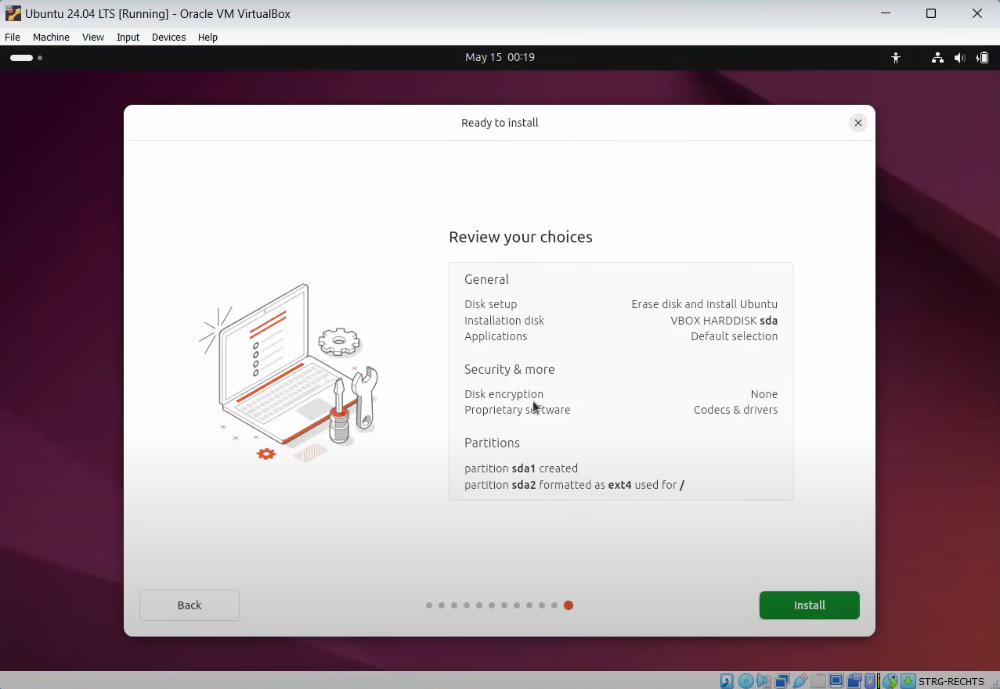 Ubuntu 24.04 LTS [Running] - Oracle VM VirtualBox
File Machine View Input Devices Help
May 15 00:19
Ready to install
Review your choices
General
Disk setup Erase disk and install Ubuntu
Installation disk VBOX HARDDISK sda
Applications Default selection
Security & more
Disk encryption None
Proprietary software Codecs & drivers
Partitions
partition sda1 created
partition sda2 formatted as ext4 used for /
Back Install
STRG-RECHTS